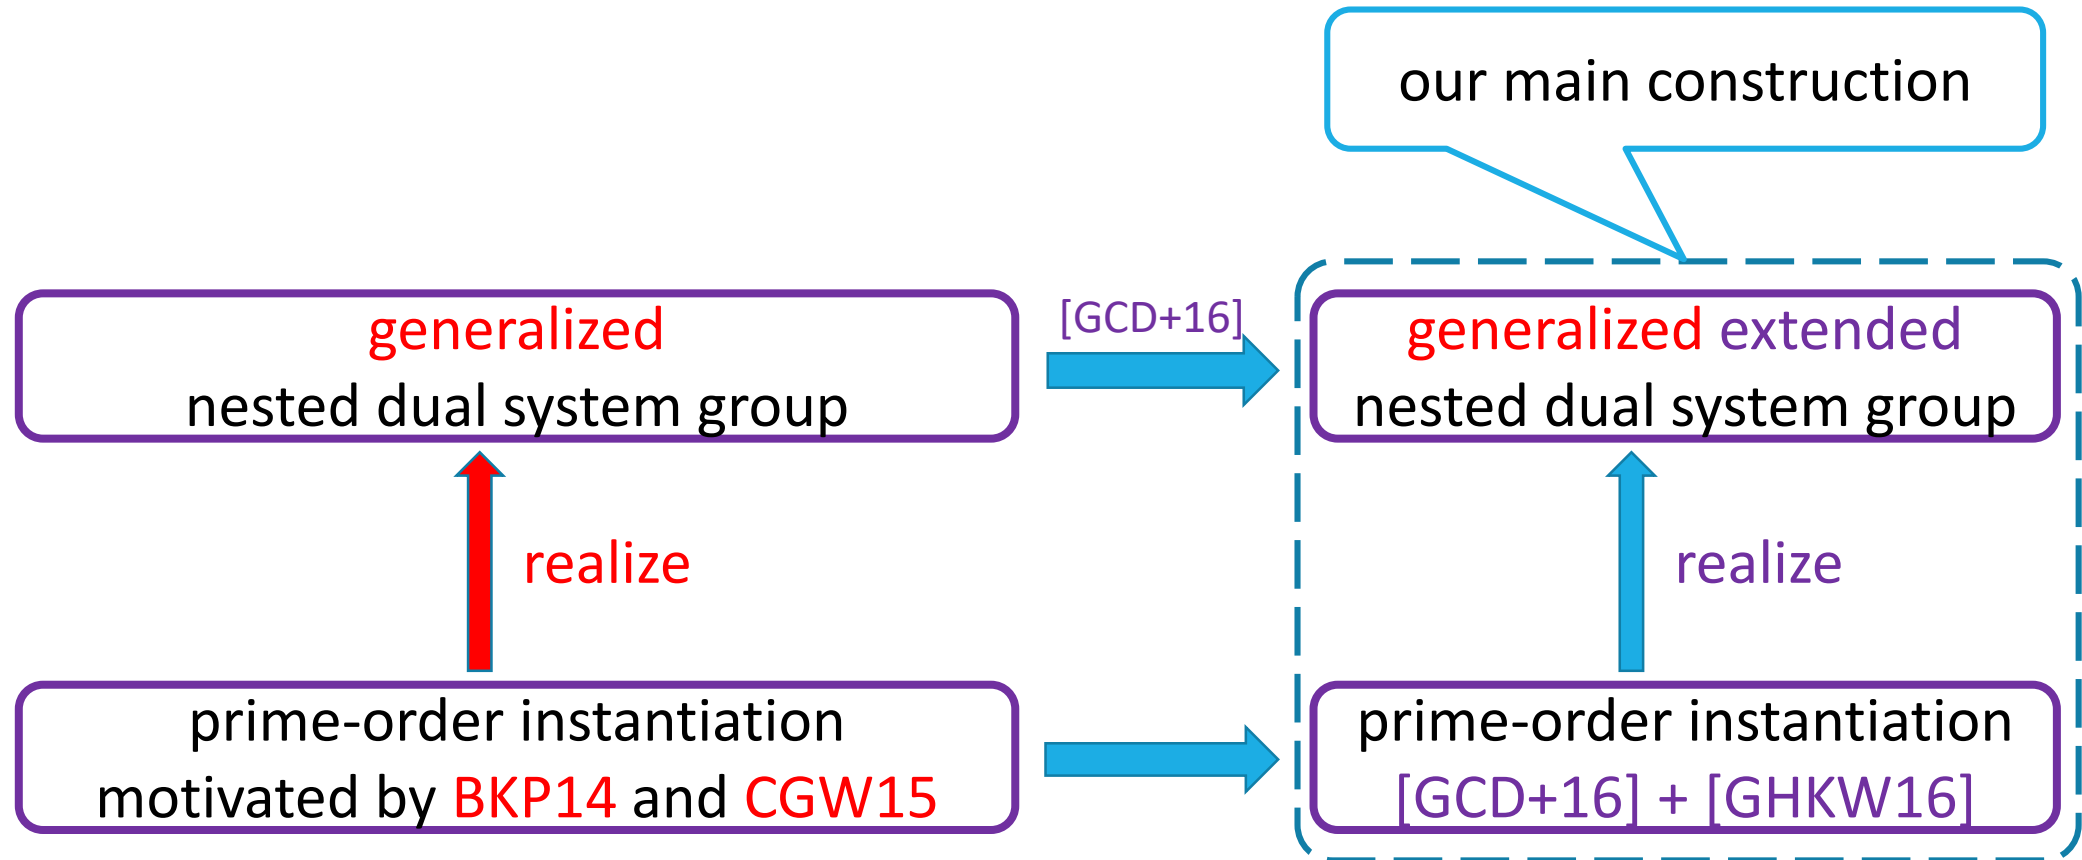 our main construction
generalized
nested dual system group
[GCD+16]
generalized extended
nested dual system group
realize
realize
prime-order instantiation
motivated by BKP14 and CGW15
prime-order instantiation
[GCD+16] + [GHKW16]